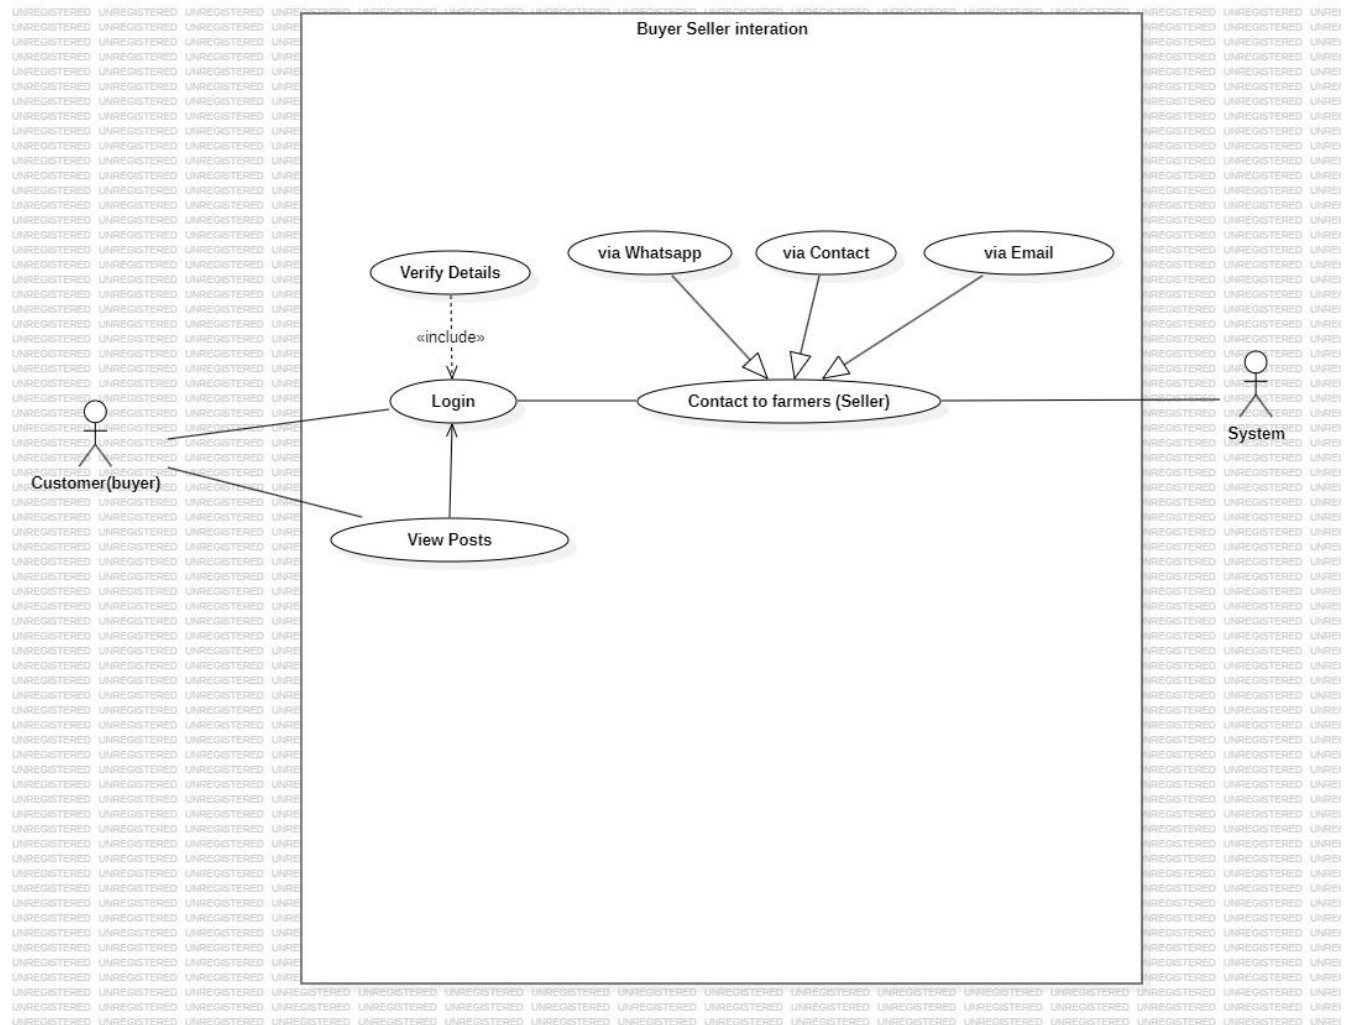 Buyer Seller interation
via Whatsapp
via Contact
via Email
Verify Details
«include»
Login
Contact to farmers (Seller)
System
Customer(buyer)
View Posts
UNREGISTERED